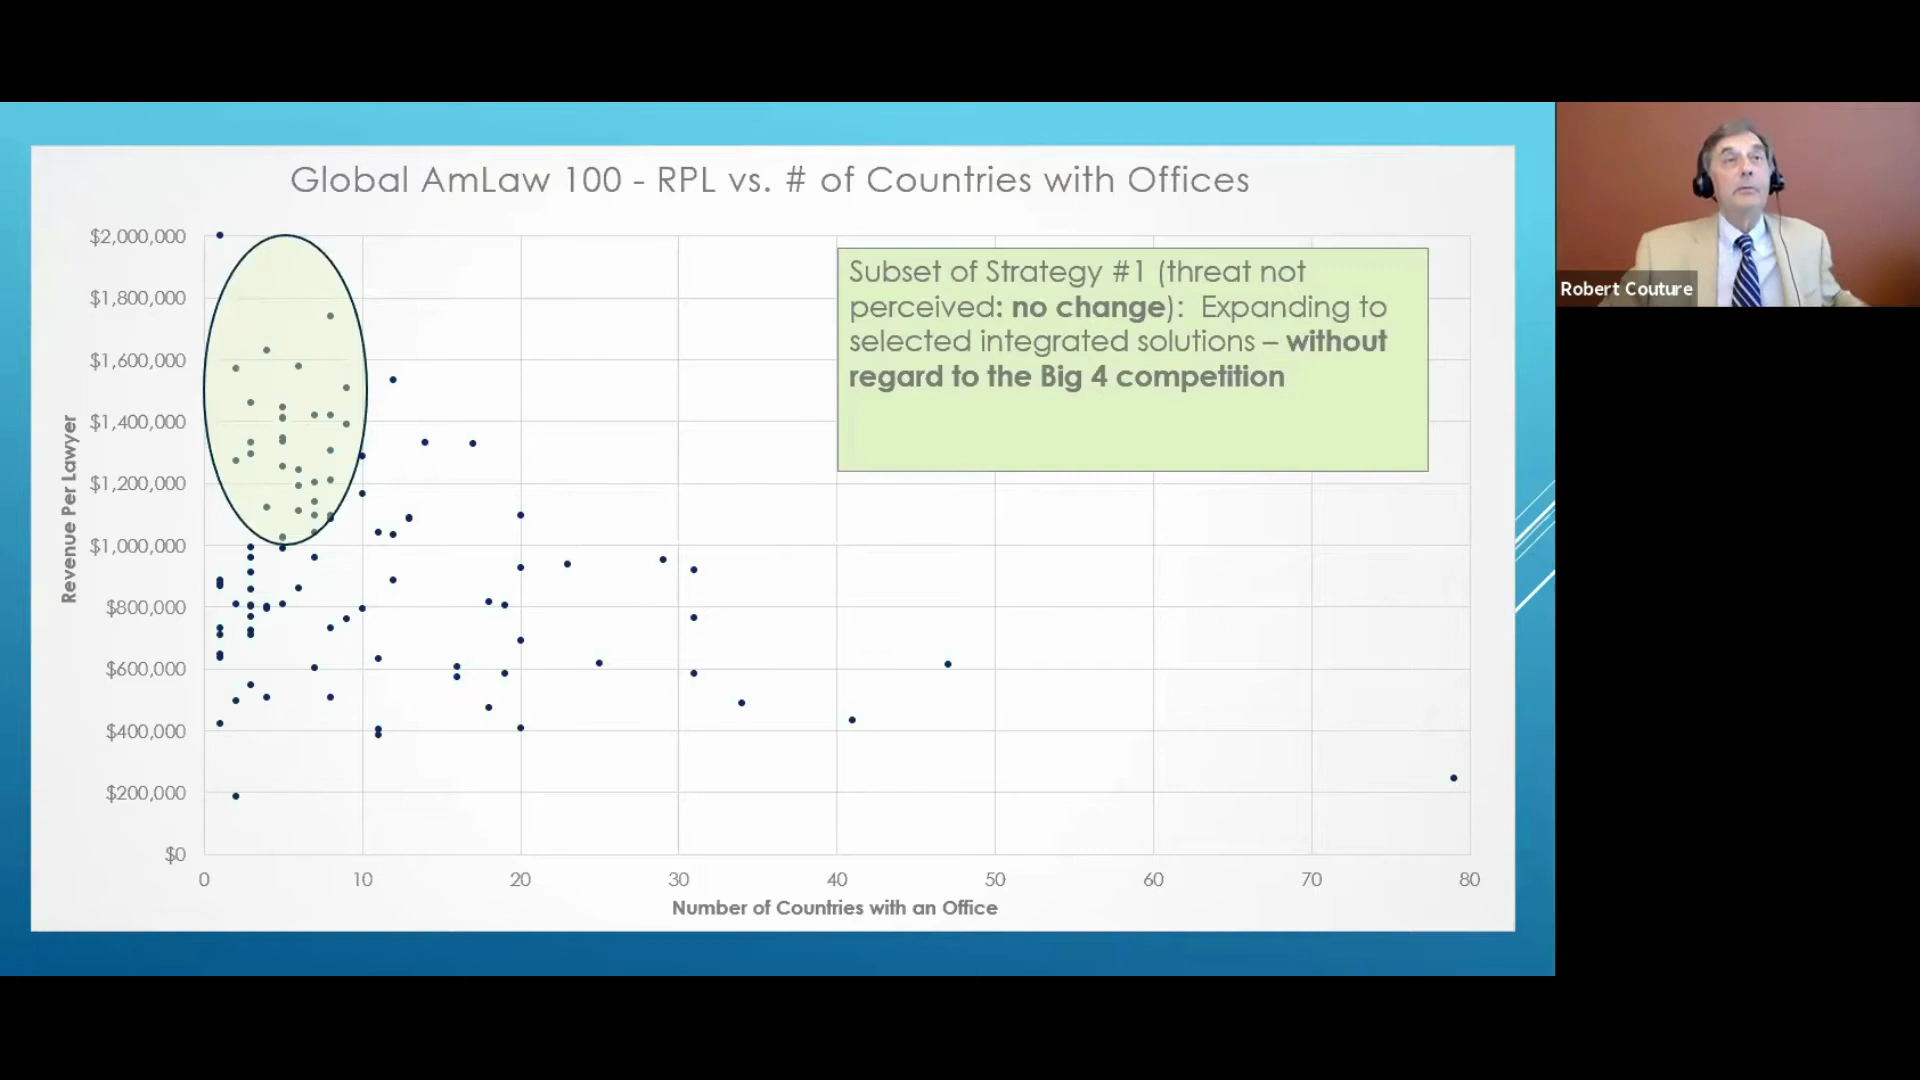 Global AmLaw 100 - RPL vs. # of Countries with Offices
$2,000,000
$1,800,000
$1,600,000
$1,400,000
$1,200,000
$1,000,000
$800,000
$600,000
$400,000
$200,000
$0
Revenue Per Lawyer
Subset of Strategy #1 (threat not
perceived: no change):  Expanding to
selected integrated solutions – without
regard to the Big 4 competition
0 10 20 30 40 50 60 70 80
Number of Countries with an Office
Robert Couture